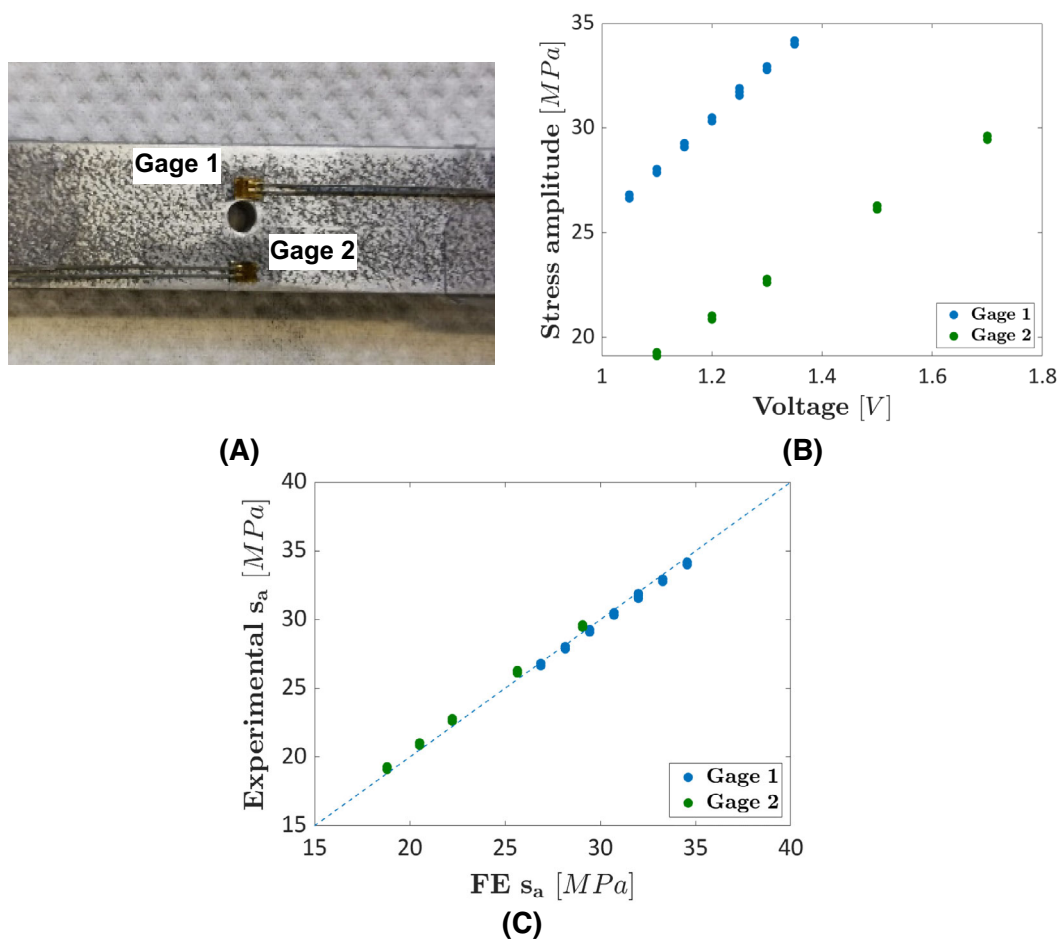 Gage 1
Gage 2
(A)
35
30
25
20
1
1.2
1.4
1.6
1.8
Stress amplitude [MPa]
Voltage [V]
Gage 1
Gage 2
(B)
40
35
30
25
20
15
15
20
25
30
35
40
Experimental sa [MPa]
FE sa [MPa]
Gage 1
Gage 2
(C)